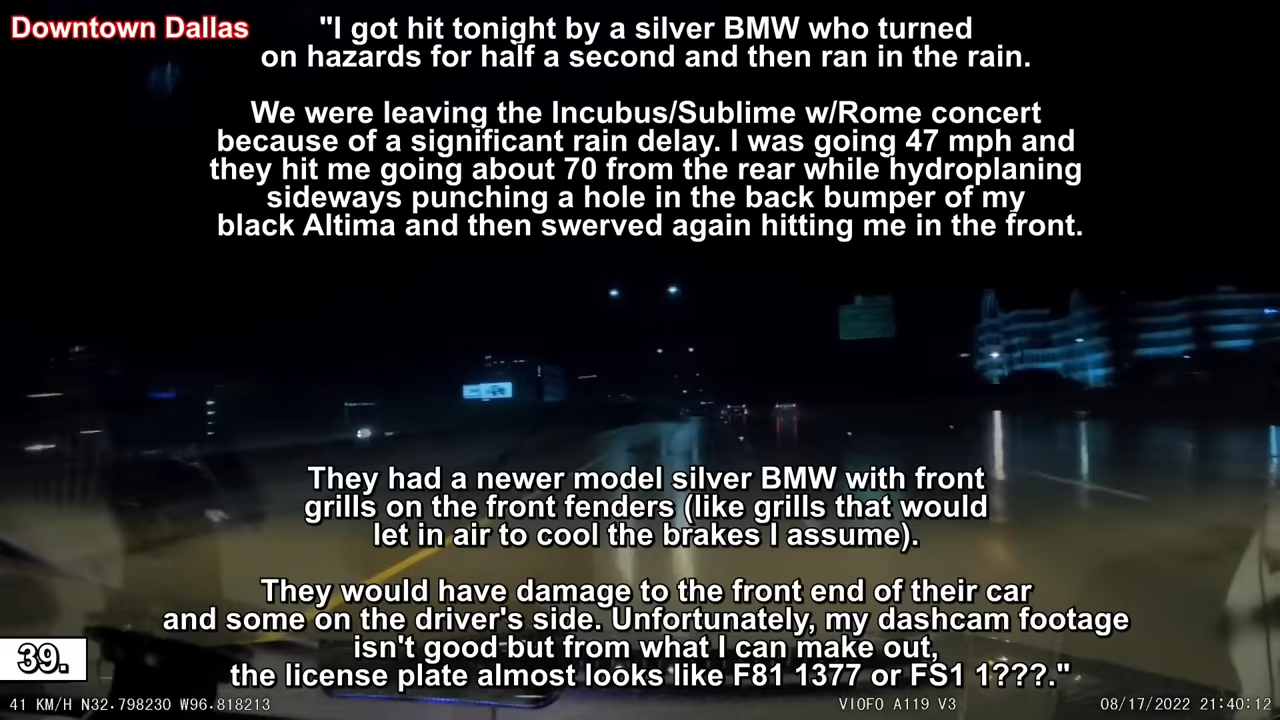 Downtown Dallas
"I got hit tonight by a silver BMW who turned
on hazards for half a second and then ran in the rain.
We were leaving the Incubus/Sublime w/Rome concert
because of a significant rain delay. I was going 47 mph and
they hit me going about 70 from the rear while hydroplaning
sideways punching a hole in the back bumper of my
black Altima and then swerved again hitting me in the front.
They had a newer model silver BMW with front
grills on the front fenders (like grills that would
let in air to cool the brakes I assume).
They would have damage to the front end of their car
and some on the driver's side. Unfortunately, my dashcam footage
isn't good but from what I can make out,
the license plate almost looks like F81 1377 or FS1 1???."
39.
41 KM/H N32.798230 W96.818213
VIOFO A119 V3
08/17/2022 21:40:12